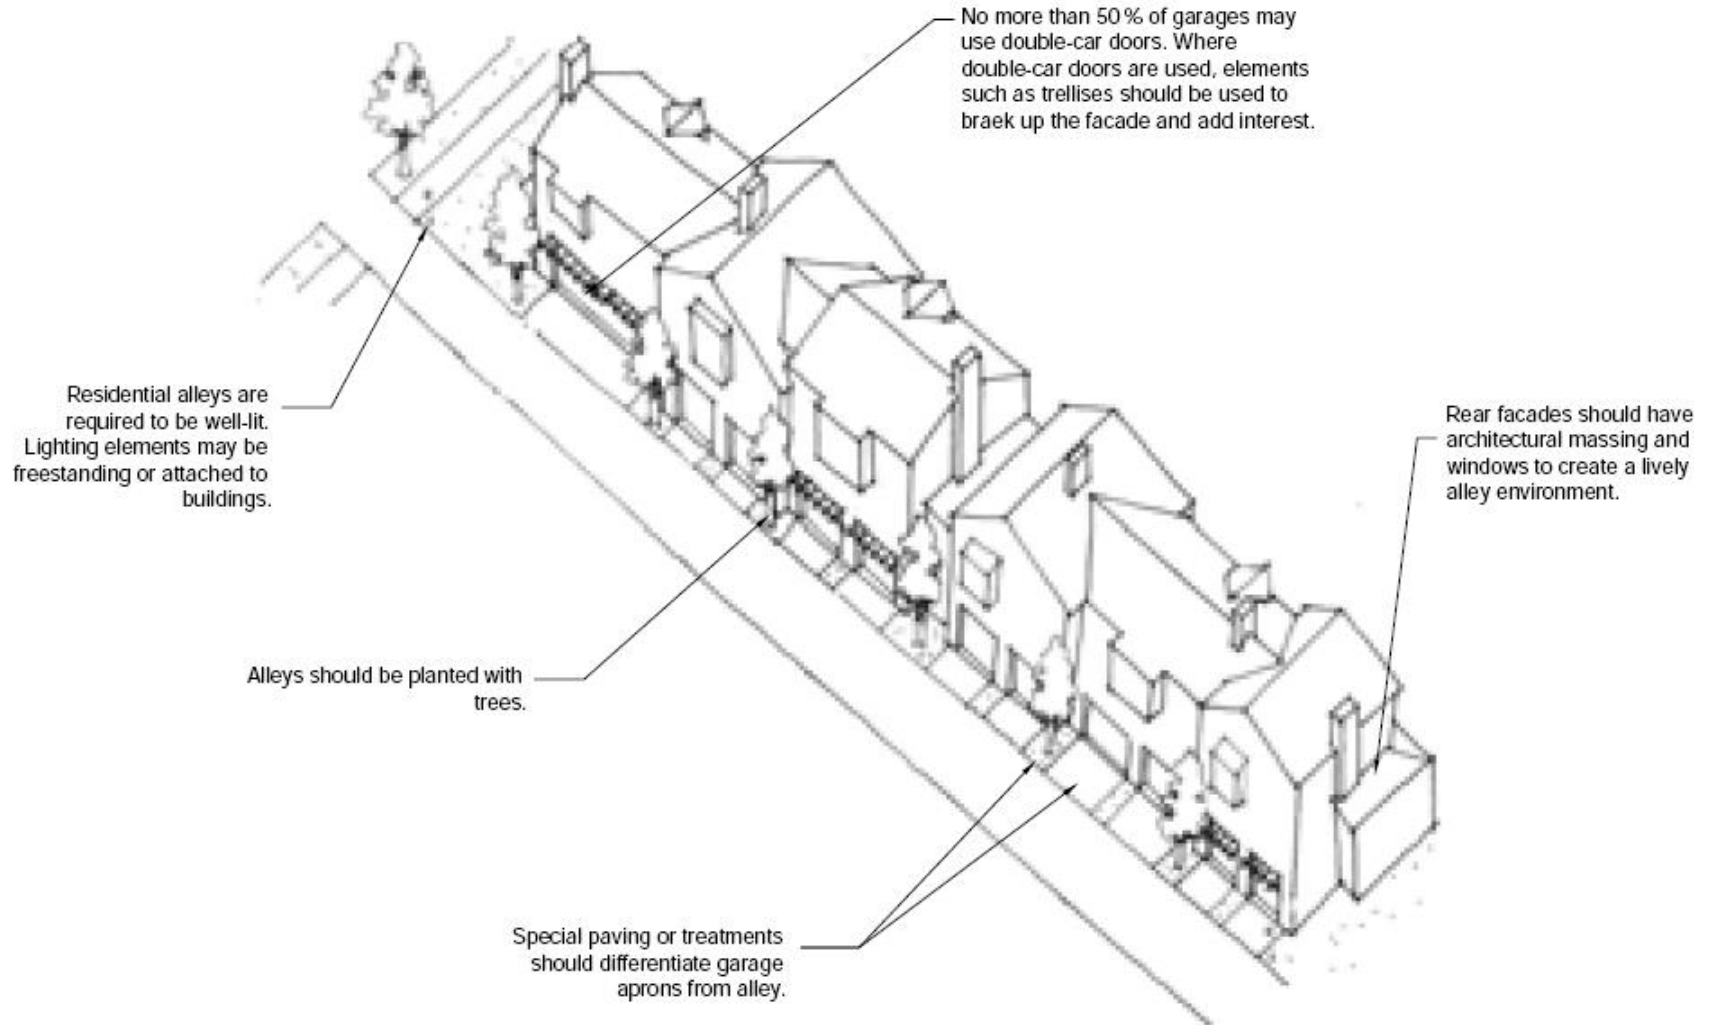 No more than 50% of garages may
use double-car doors. Where
double-car doors are used, elements
such as trellises should be used to
braek up the facade and add interest.
Residential alleys are
required to be well-lit.
Lighting elements may be
freestanding or attached to
buildings.
Rear facades should have
architectural massing and
windows to create a lively
alley environment.
Alleys should be planted with
trees.
Special paving or treatments
should differentiate garage
aprons from alley.